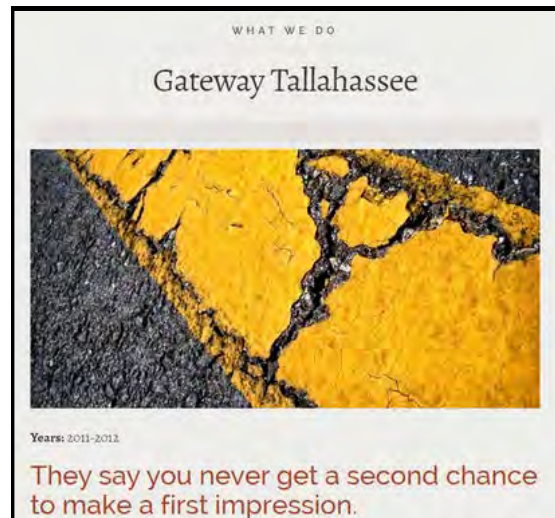 WHAT WE DO
Gateway Tallahassee
Years: 2011-2012
They say you never get a second chance
to make a first impression.